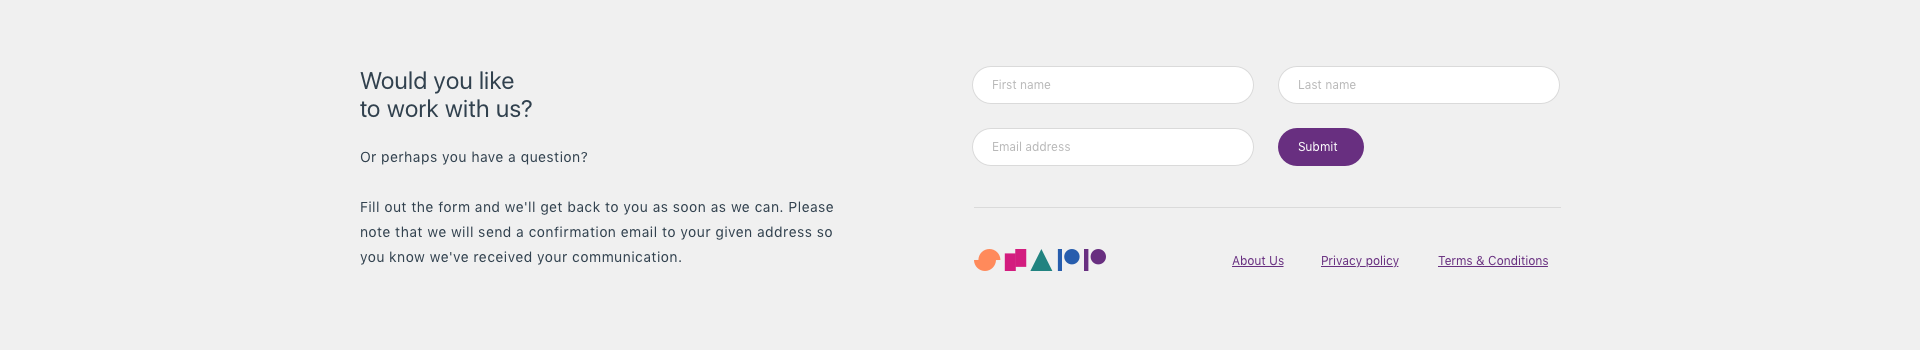 Would you like
to work with us?
Or perhaps you have a question?
Fill out the form and we'll get back to you as soon as we can. Please
note that we will send a confirmation email to your given address so
you know we've received your communication.
First name
Last name
Email address
Submit
About Us
Privacy policy
Terms & Conditions